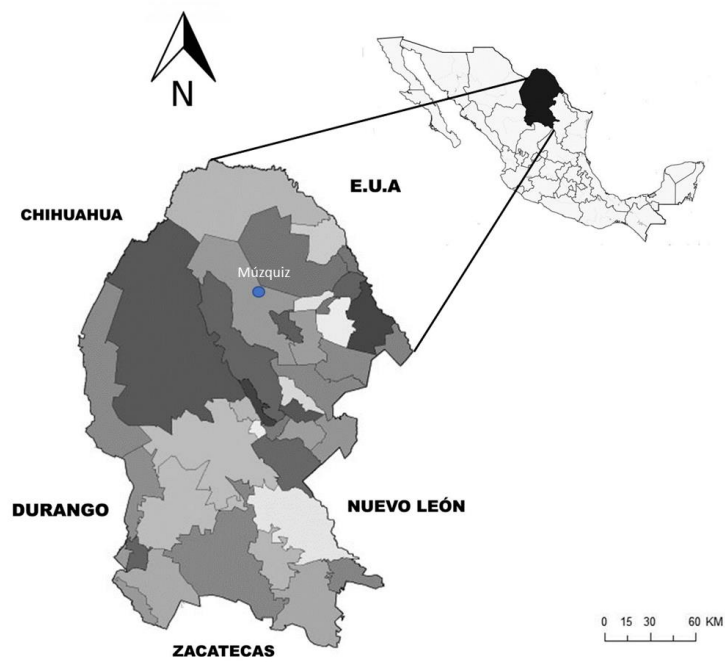 N
E.U.A
CHIHUAHUA
Múzquiz
DURANGO
NUEVO LEÓN
ZACATECAS
0 15 30 60 KM